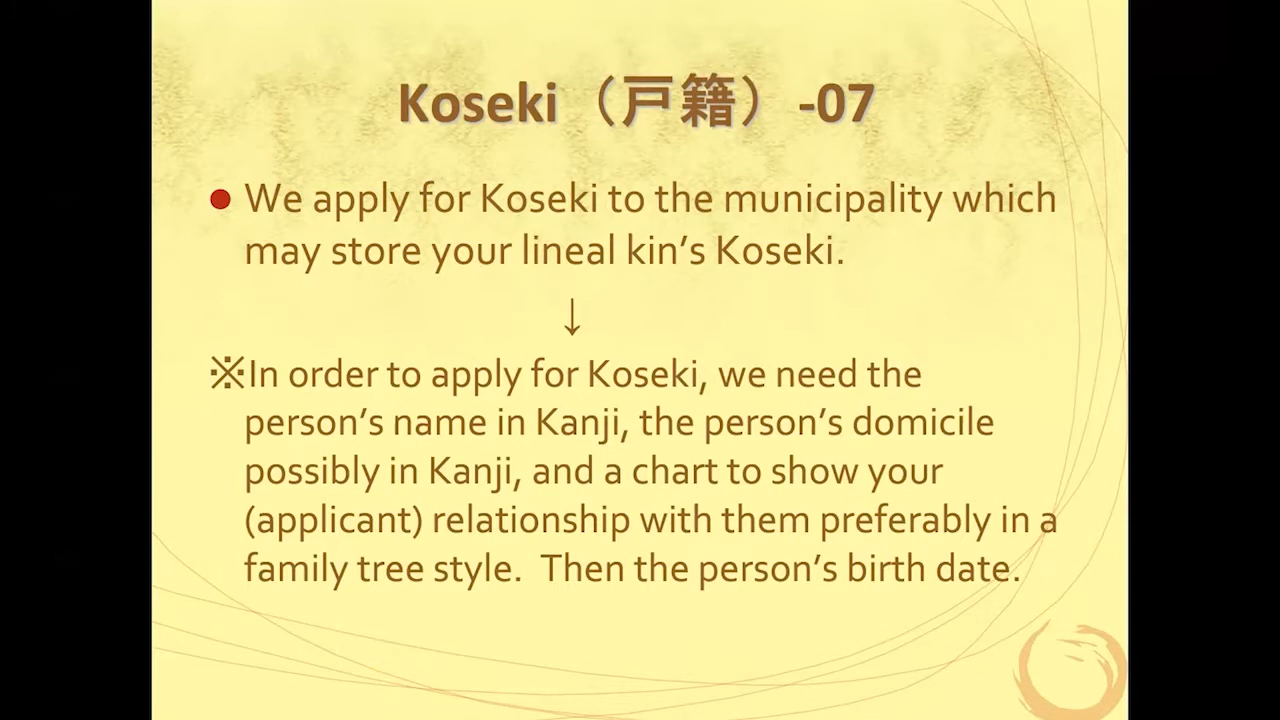 Koseki（戸籍）-07
● We apply for Koseki to the municipality which
may store your lineal kin’s Koseki.
↓
※In order to apply for Koseki, we need the
person’s name in Kanji, the person’s domicile
possibly in Kanji, and a chart to show your
(applicant) relationship with them preferably in a
family tree style.  Then the person’s birth date.